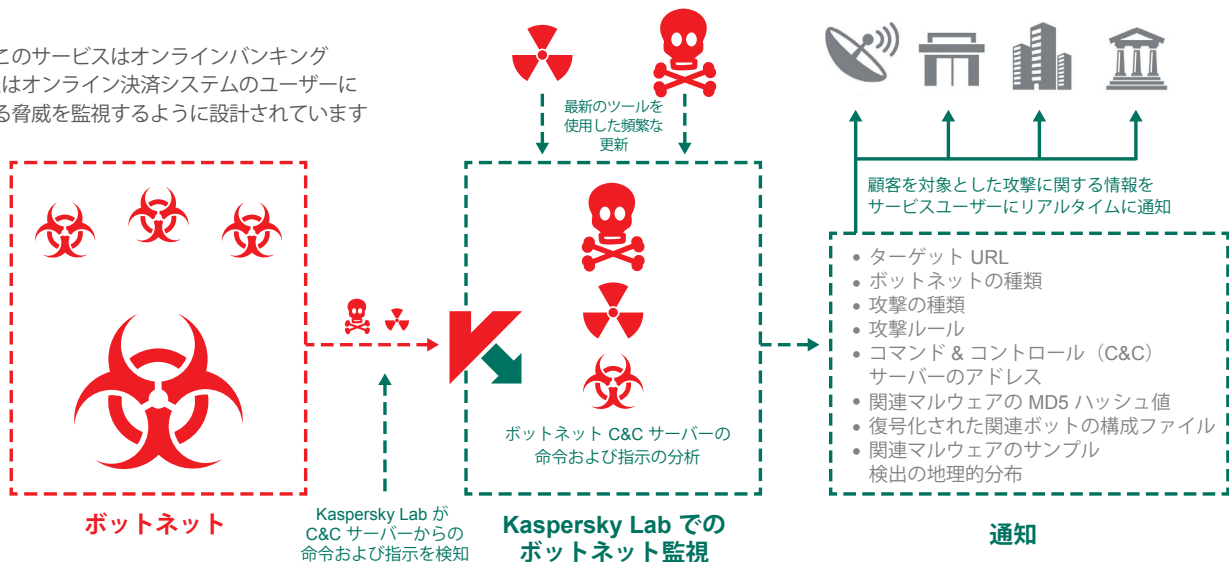 このサービスはオンラインバンキング
はオンライン決済システムのユーザーに
る脅威を監視するように設計されています
最新のツールを
使用した頻繁な
更新
顧客を対象とした攻撃に関する情報を
サービスユーザーにリアルタイムに通知
• ターゲット URL
• ボットネットの種類
• 攻撃の種類
• 攻撃ルール
• コマンド & コントロール（C&C）
サーバーのアドレス
• 関連マルウェアの MD5 ハッシュ値
• 復号化された関連ボットの構成ファイル
• 関連マルウェアのサンプル
検出の地理的分布
ボットネット C&C サーバーの
命令および指示の分析
ボットネット
Kaspersky Lab が
C&C サーバーからの
命令および指示を検知
Kaspersky Lab での
ボットネット監視
通知